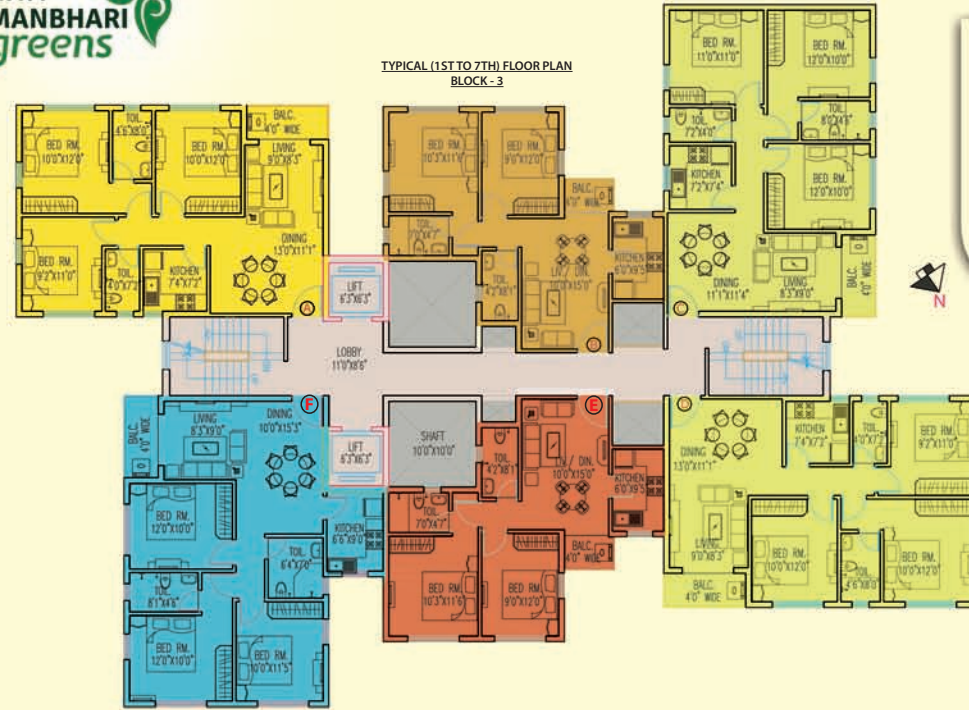 MANBHARI
greens
TYPICAL (1ST TO 7TH) FLOOR PLAN
BLOCK - 3
BED RM.
10'0"X12'0"
TOIL.
4'6"X8'0"
BED RM.
10'0"X12'0"
BALC.
4'0" WIDE
LIVING
9'0"X8'3"
DINING
13'0"X11'1"
BED RM.
9'2"X11'0"
TOIL.
4'0"X7'2"
KITCHEN
7'4"X7'2"
A
BED RM.
10'3"X11'6"
BED RM.
9'0"X12'0"
BALC.
4'0" WIDE
TOIL.
7'0"X4'7"
TOIL.
4'2"X8'1"
LIV./ DIN.
10'0"X15'0"
KITCHEN
6'0"X9'5"
B
BED RM.
11'0"X11'0"
BED RM.
12'0"X10'0"
TOIL.
7'2"X4'0"
TOIL.
8'0"X4'6"
KITCHEN
7'2"X7'4"
BED RM.
12'0"X10'0"
DINING
11'1"X11'4"
LIVING
8'3"X9'0"
BALC.
4'0" WIDE
C
N
LIFT
6'3"X6'3"
LOBBY
11'0"X8'6"
LIFT
6'3"X6'3"
SHAFT
10'0"X10'0"
F
BALC.
4'0" WIDE
LIVING
8'3"X9'0"
DINING
10'0"X15'3"
BED RM.
12'0"X10'0"
KITCHEN
6'6"X9'0"
TOIL.
6'4"X7'0"
TOIL.
8'1"X4'6"
BED RM.
12'0"X10'0"
BED RM.
10'0"X11'5"
E
TOIL.
4'2"X8'1"
LIV./ DIN.
10'0"X15'0"
KITCHEN
6'0"X9'5
TOIL.
7'0"X4'7"
BALC.
4'0" WIDE
BED RM.
10'3"X11'6"
BED RM.
9'0"X12'0"
D
DINING
13'0"X11'1"
KITCHEN
7'4"X7'2"
TOIL.
4'0"X7'2"
BED RM.
9'2"X11'0"
LIVING
9'0"X8'3"
BED RM.
10'0"X12'0"
TOIL.
4'6"X8'0"
BED RM.
10'0"X12'0"
BALC.
4'0" WIDE